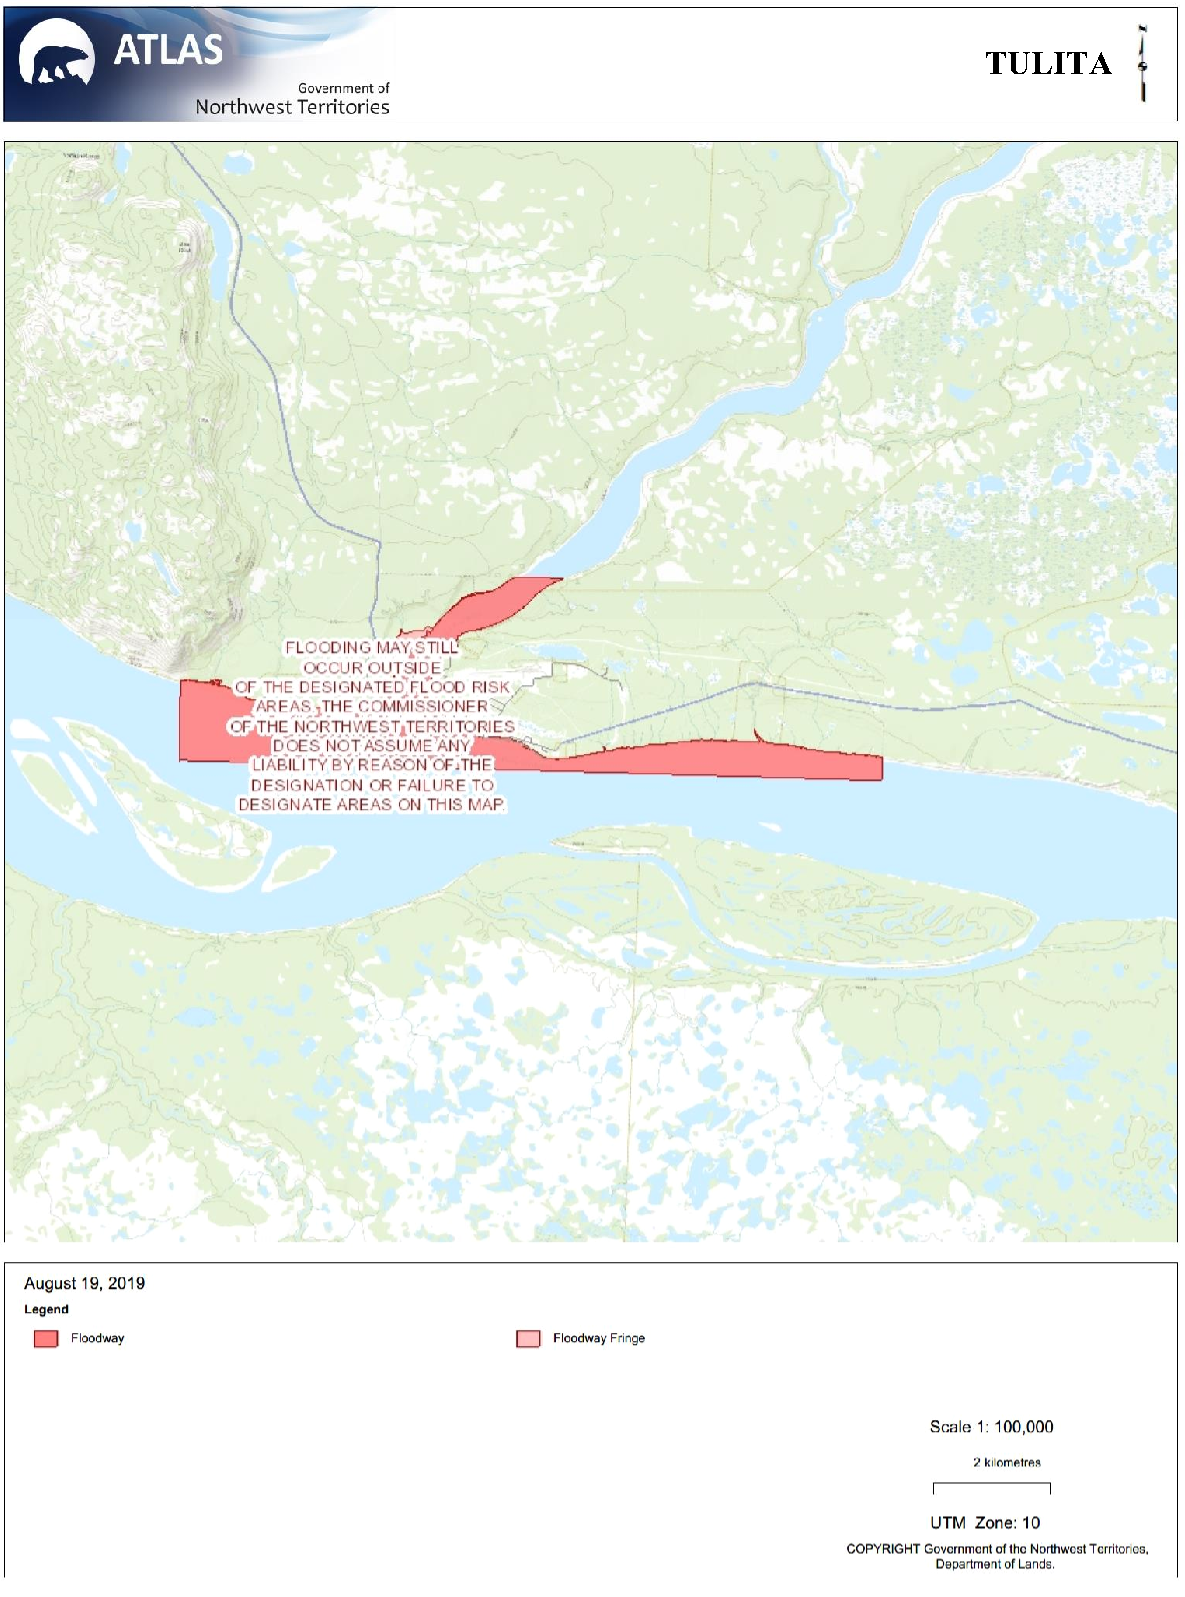 ATLAS
Government of
Northwest Territories
TULITA
N
FLOODING MAY STILL
OCCUR OUTSIDE
OF THE DESIGNATED FLOOD RISK
AREAS. THE COMMISSIONER
OF THE NORTHWEST TERRITORIES
DOES NOT ASSUME ANY
LIABILITY BY REASON OF THE
DESIGNATION OR FAILURE TO
DESIGNATE AREAS ON THIS MAP.
August 19, 2019
Legend
Floodway
Floodway Fringe
Scale 1: 100,000
2 kilometres
UTM Zone: 10
COPYRIGHT Government of the Northwest Territories,
Department of Lands.